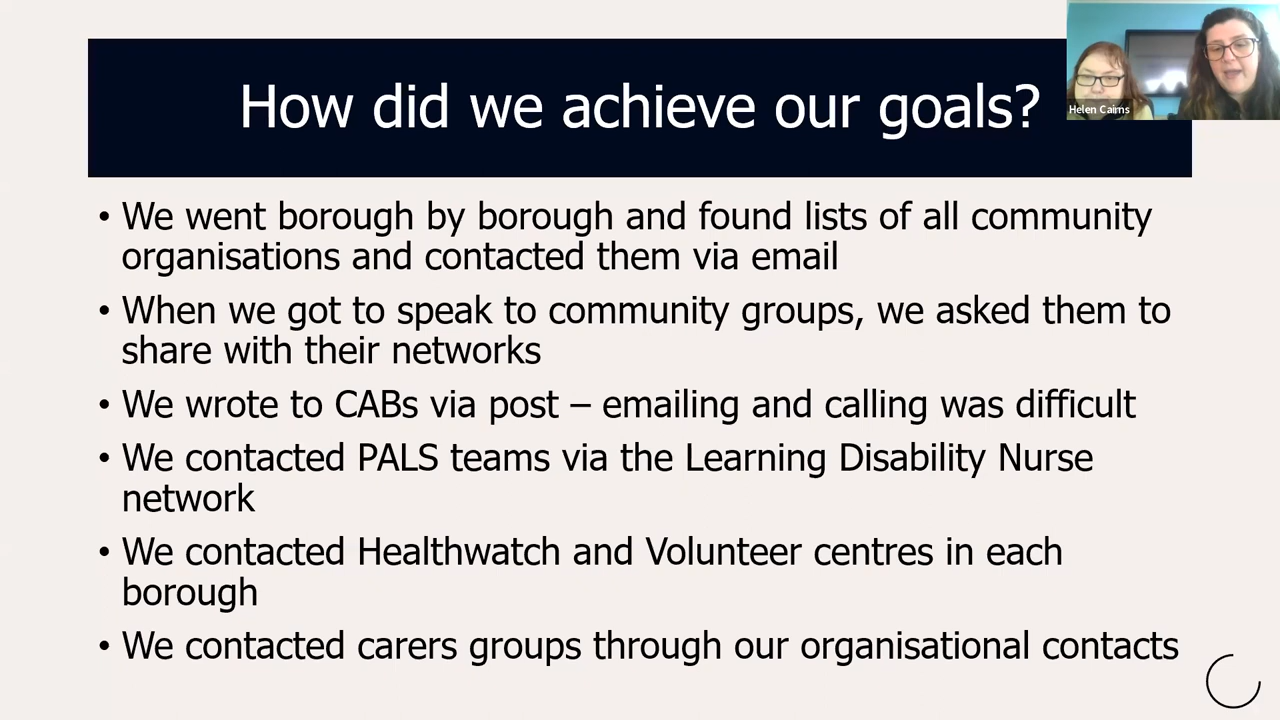 How did we achieve our goals?
Helen Cairns
• We went borough by borough and found lists of all community
organisations and contacted them via email
• When we got to speak to community groups, we asked them to
share with their networks
• We wrote to CABs via post – emailing and calling was difficult
• We contacted PALS teams via the Learning Disability Nurse
network
• We contacted Healthwatch and Volunteer centres in each
borough
• We contacted carers groups through our organisational contacts